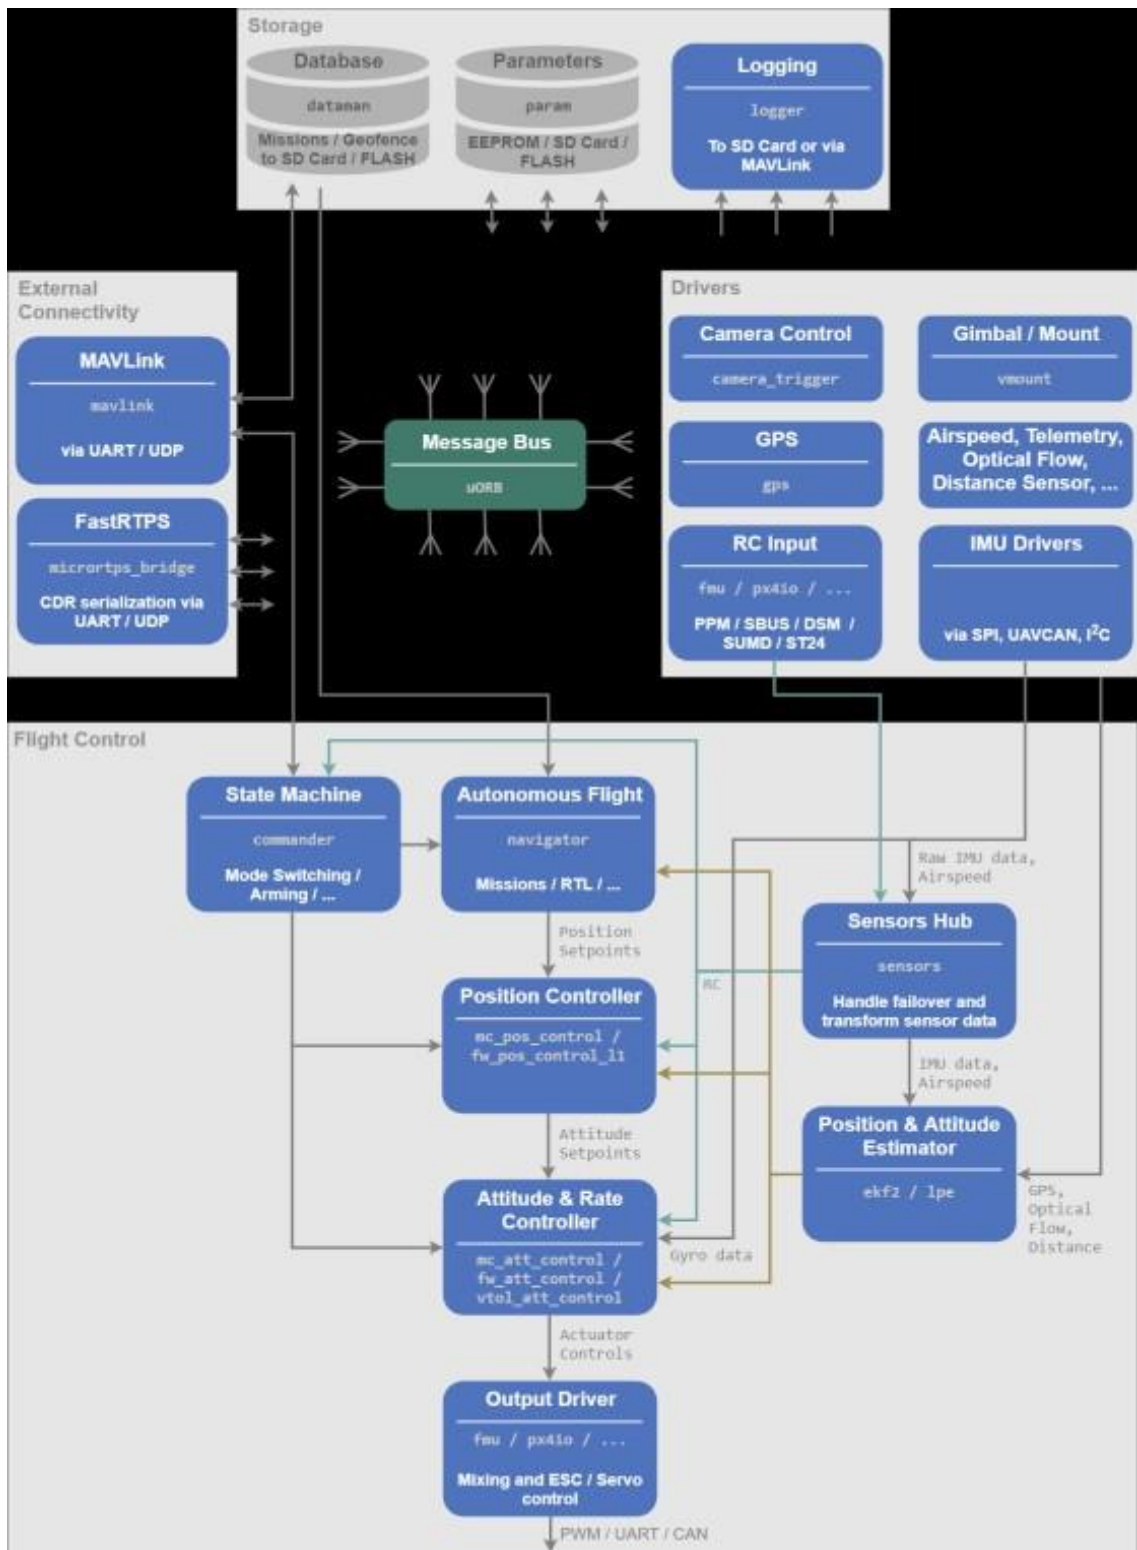 Storage
Database
dataman
Missions / Geofence
to SD Card / FLASH
Parameters
param
EEPROM / SD Card /
FLASH
Logging
logger
To SD Card or via
MAVLink
External
Connectivity
MAVLink
mavlink
via UART / UDP
FastRTPS
micrortps_bridge
CDR serialization via
UART / UDP
Message Bus
uORB
Drivers
Camera Control
camera_trigger
Gimbal / Mount
vmount
GPS
gps
Airspeed, Telemetry,
Optical Flow,
Distance Sensor, ...
RC Input
fmu / px4io / ...
PPM / SBUS / DSM /
SUMD / ST24
IMU Drivers
via SPI, UAVCAN, I²C
Flight Control
State Machine
commander
Mode Switching /
Arming / ...
Autonomous Flight
navigator
Missions / RTL / ...
Raw IMU data,
Airspeed
Position
Setpoints
Sensors Hub
sensors
Handle failover and
transform sensor data
RC
Position Controller
mc_pos_control /
fw_pos_control_l1
IMU data,
Airspeed
Attitude
Setpoints
Position & Attitude
Estimator
ekf2 / lpe
GPS,
Optical
Flow,
Distance
Attitude & Rate
Controller
mc_att_control /
fw_att_control /
vtol_att_control
Gyro data
Actuator
Controls
Output Driver
fmu / px4io / ...
Mixing and ESC / Servo
control
PWM / UART / CAN